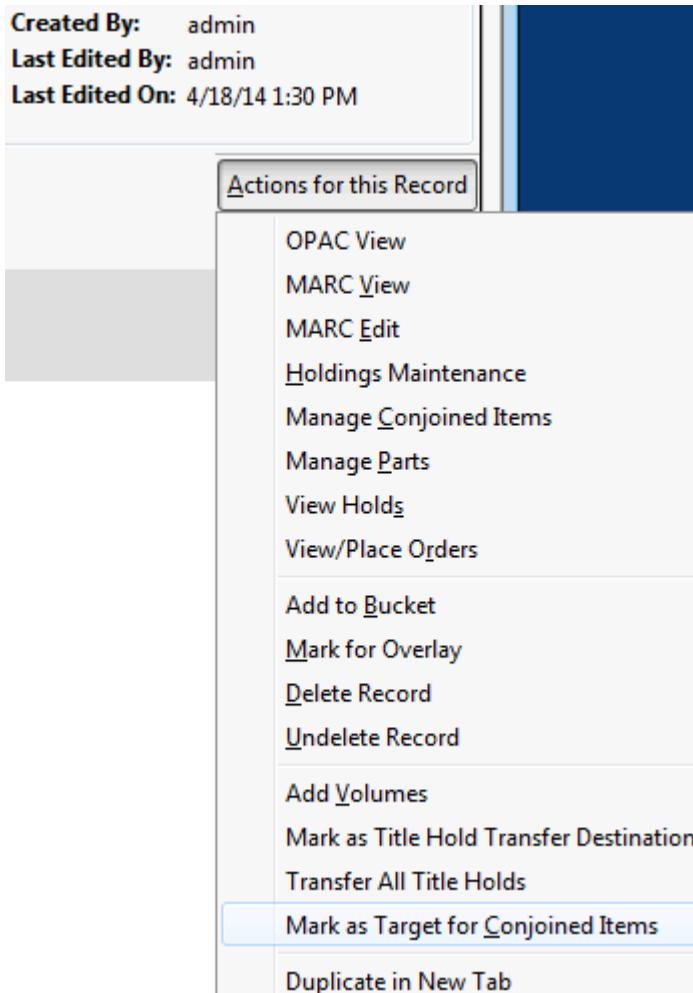 Created By: admin
Last Edited By: admin
Last Edited On: 4/18/14 1:30 PM
Actions for this Record
OPAC View
MARC View
MARC Edit
Holdings Maintenance
Manage Conjoined Items
Manage Parts
View Holds
View/Place Orders
Add to Bucket
Mark for Overlay
Delete Record
Undelete Record
Add Volumes
Mark as Title Hold Transfer Destination
Transfer All Title Holds
Mark as Target for Conjoined Items
Duplicate in New Tab